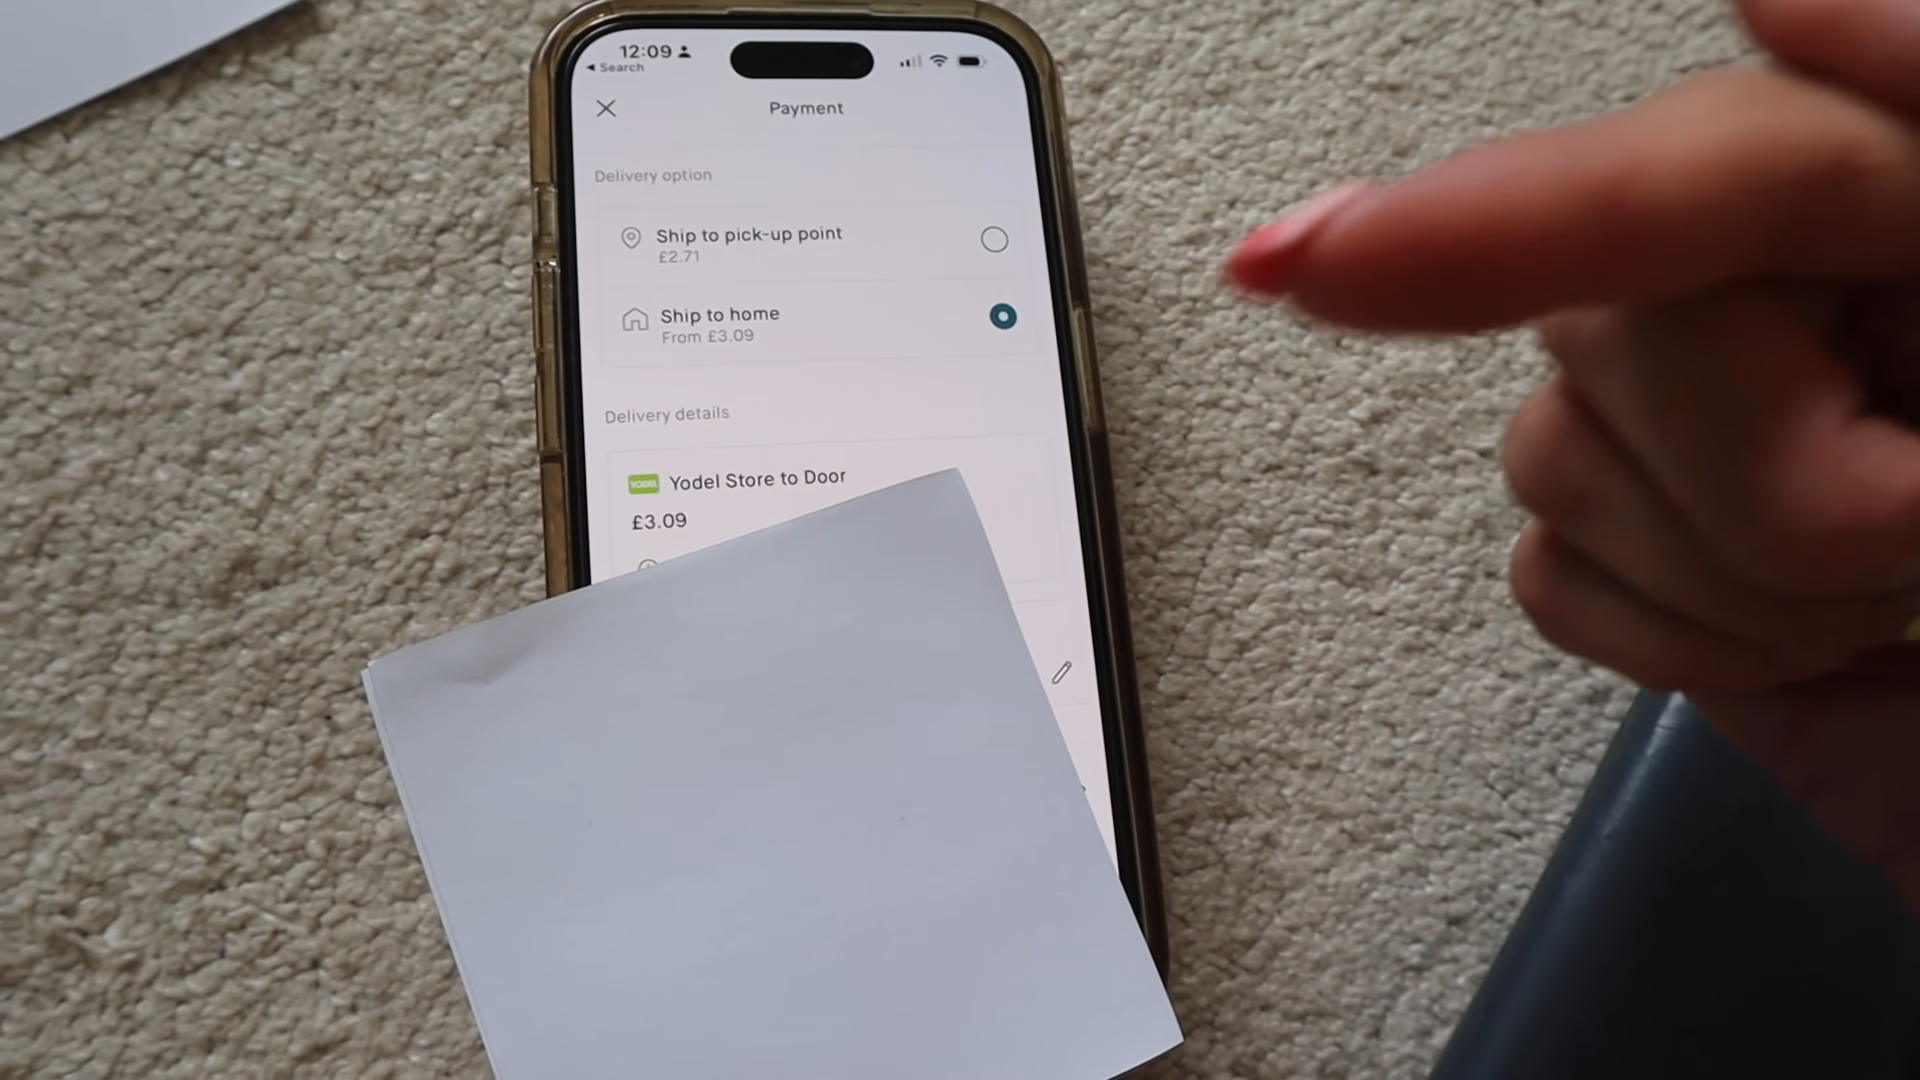 12:09
Search
Payment
Delivery option
Ship to pick-up point
£2.71
Ship to home
From £3.09
Delivery details
YODEL Yodel Store to Door
£3.09